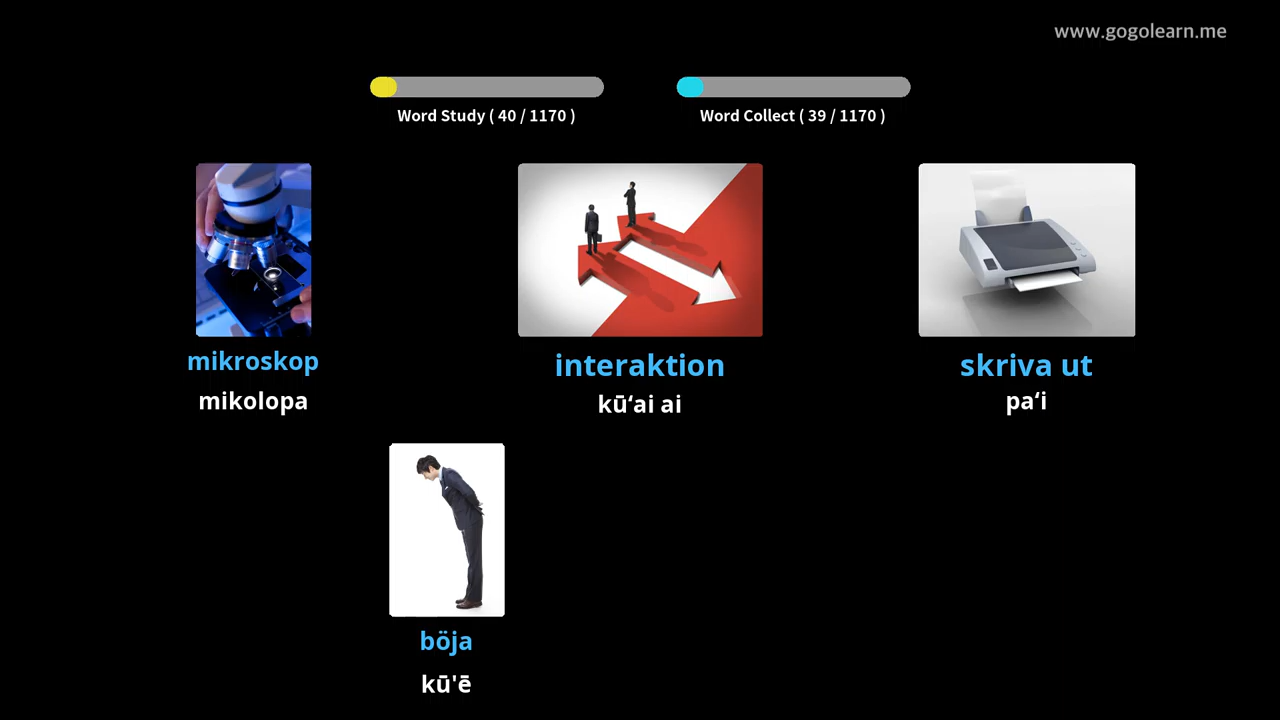 www.gogolearn.me
Word Study ( 40 / 1170 )
Word Collect ( 39 / 1170 )
mikroskop
mikolopa
interaktion
kūʻai ai
skriva ut
paʻi
böja
kū'ē